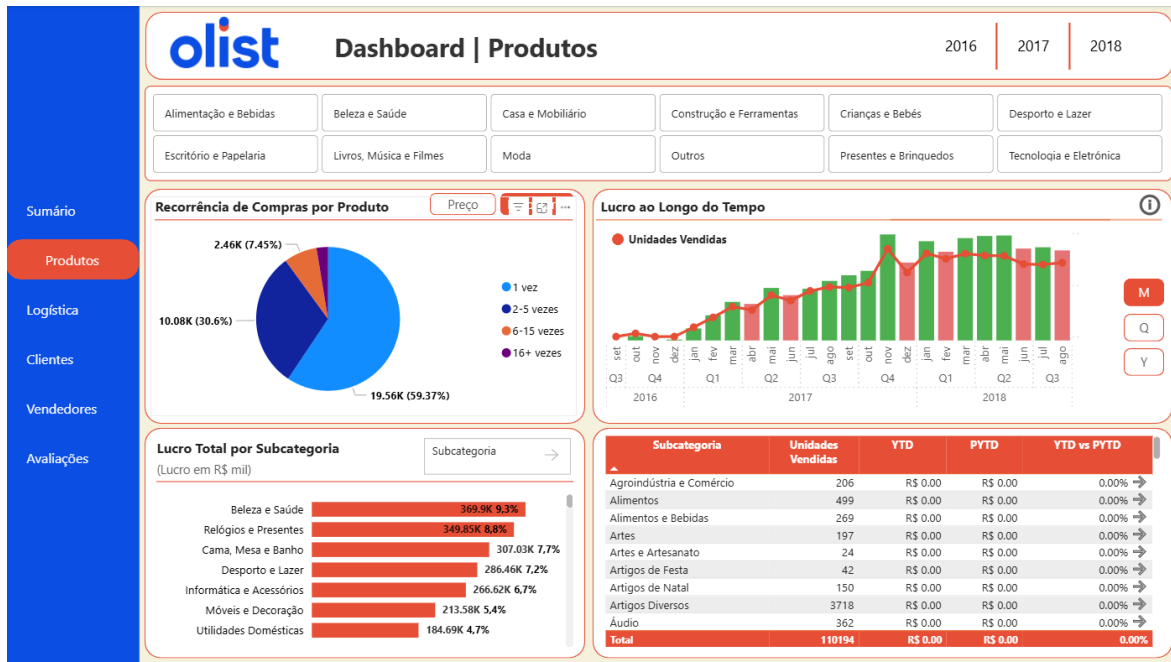 olist
Dashboard | Produtos
2016 2017 2018
Alimentação e Bebidas Beleza e Saúde Casa e Mobiliário Construção e Ferramentas Crianças e Bebés Desporto e Lazer
Escritório e Papelaria Livros, Música e Filmes Moda Outros Presentes e Brinquedos Tecnologia e Eletrónica
Sumário
Produtos
Logística
Clientes
Vendedores
Avaliações
Recorrência de Compras por Produto Preço
2.46K (7.45%)
10.08K (30.6%)
19.56K (59.37%)
1 vez
2-5 vezes
6-15 vezes
16+ vezes
Lucro ao Longo do Tempo
Unidades Vendidas
set out nov dez jan fev mar abr mai jun jul ago set out nov dez jan fev mar abr mai jun jul ago
Q3 Q4 Q1 Q2 Q3 Q4 Q1 Q2 Q3
2016 2017 2018
M
Q
Y
Lucro Total por Subcategoria
(Lucro em R$ mil)
Subcategoria
Beleza e Saúde 369.9K 9,3%
Relógios e Presentes 349.85K 8,8%
Cama, Mesa e Banho 307.03K 7,7%
Desporto e Lazer 286.46K 7,2%
Informática e Acessórios 266.62K 6,7%
Móveis e Decoração 213.58K 5,4%
Utilidades Domésticas 184.69K 4,7%
Subcategoria Unidades Vendidas YTD PYTD YTD vs PYTD
Agroindústria e Comércio 206 R$ 0.00 R$ 0.00 0.00%
Alimentos 499 R$ 0.00 R$ 0.00 0.00%
Alimentos e Bebidas 269 R$ 0.00 R$ 0.00 0.00%
Artes 197 R$ 0.00 R$ 0.00 0.00%
Artes e Artesanato 24 R$ 0.00 R$ 0.00 0.00%
Artigos de Festa 42 R$ 0.00 R$ 0.00 0.00%
Artigos de Natal 150 R$ 0.00 R$ 0.00 0.00%
Artigos Diversos 3718 R$ 0.00 R$ 0.00 0.00%
Áudio 362 R$ 0.00 R$ 0.00 0.00%
Total 110194 R$ 0.00 R$ 0.00 0.00%